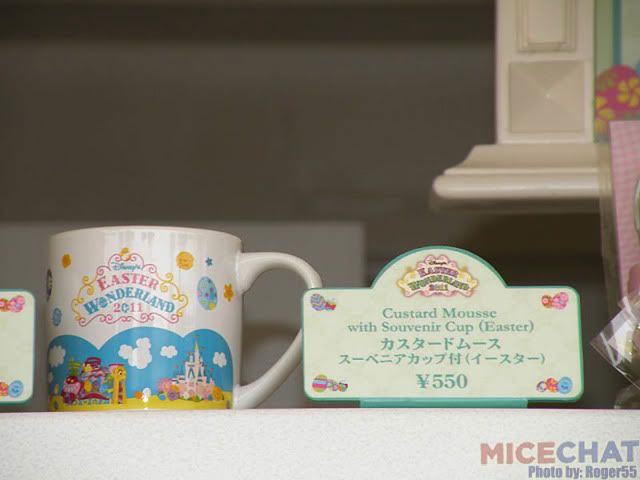 Disney's
EASTER
WONDERLAND
2011
Disney's
EASTER
WONDERLAND
2011
Custard Mousse
with Souvenir Cup (Easter)
カスタードムース
スーベニアカップ付(イースター)
¥550
MICECHAT
Photo by: Roger55